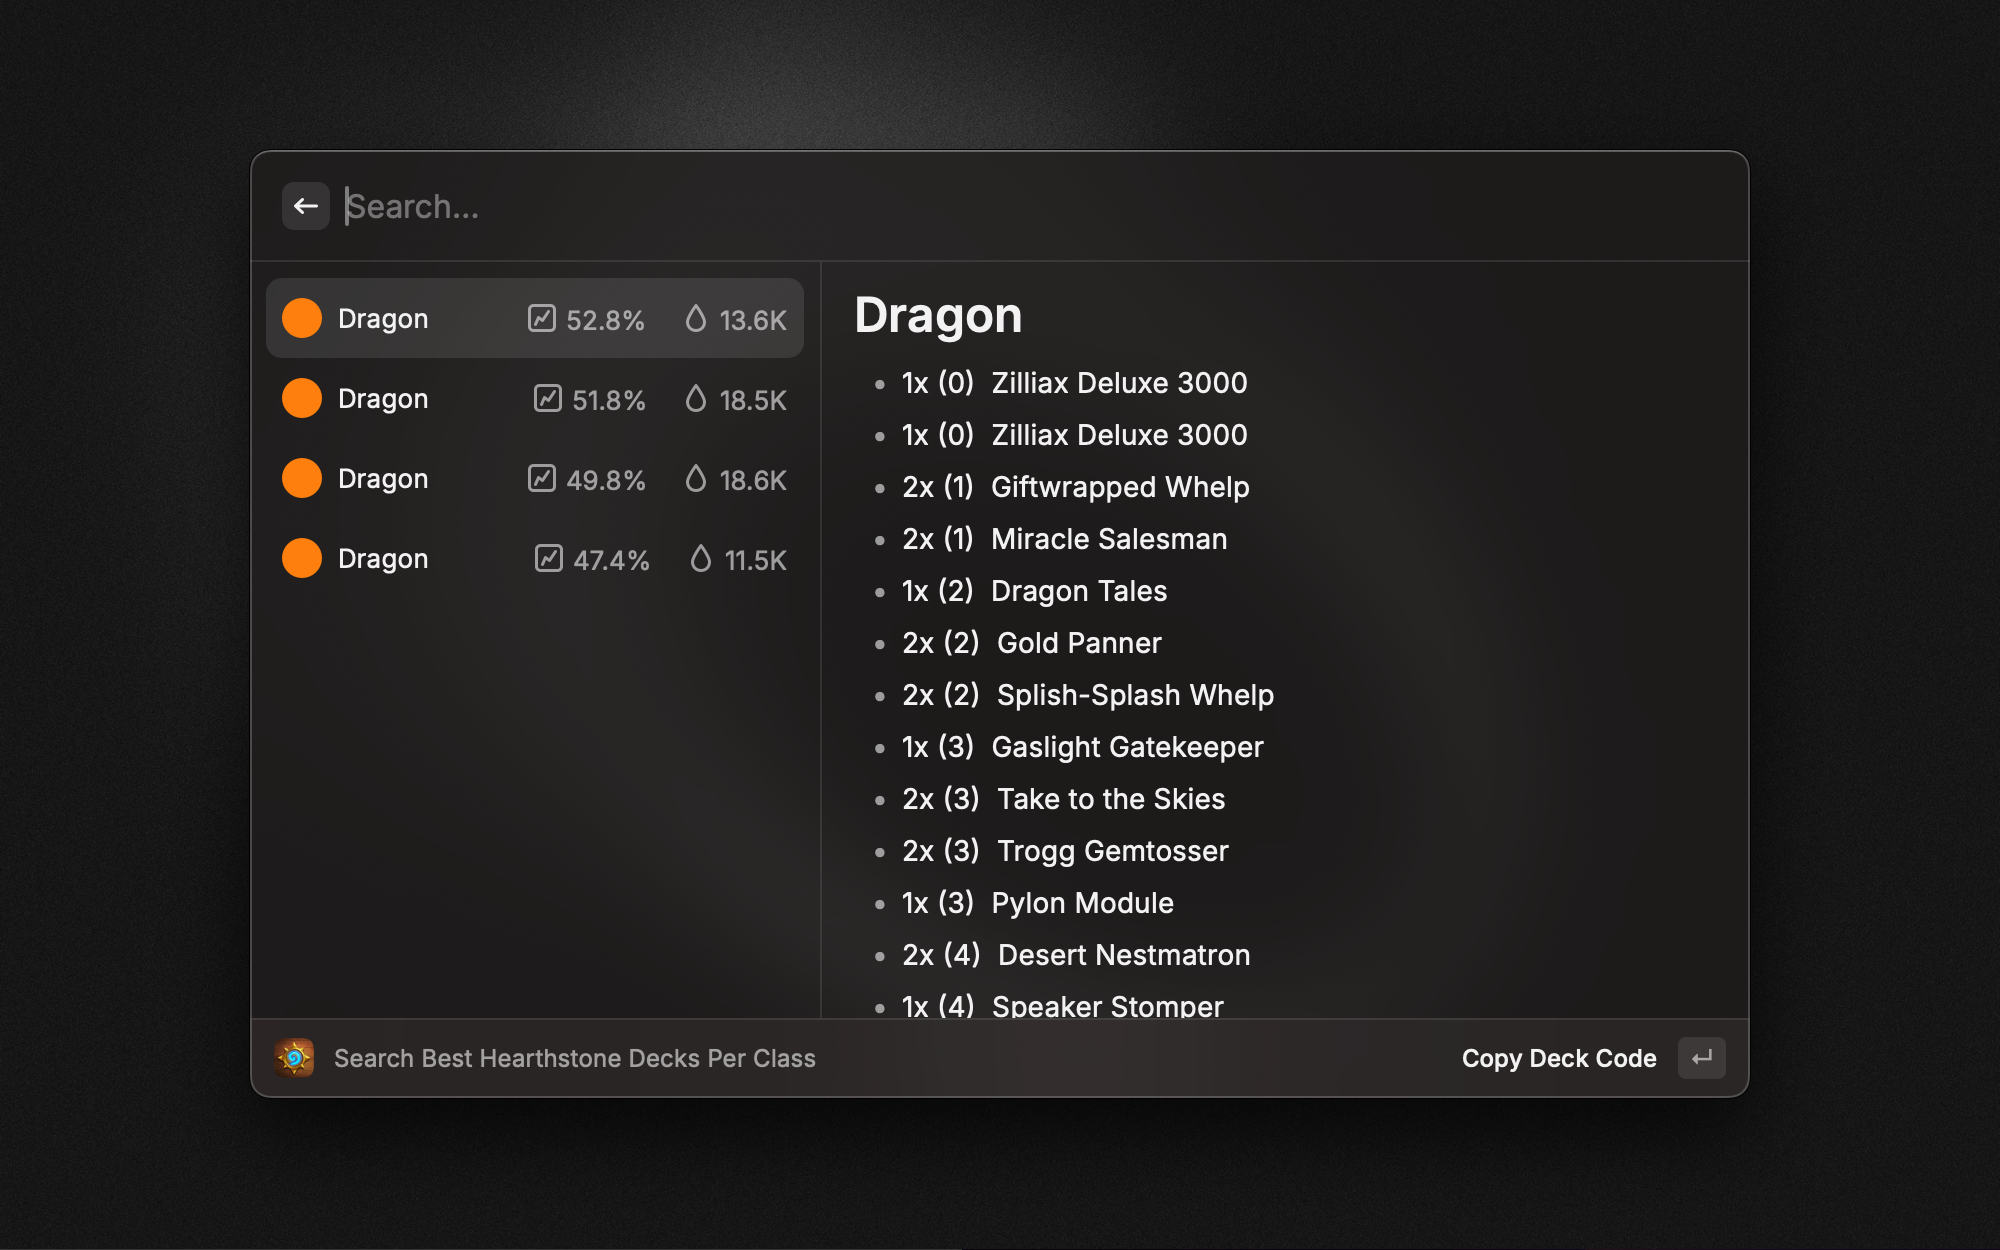 Search...
Dragon 52.8% 13.6K
Dragon 51.8% 18.5K
Dragon 49.8% 18.6K
Dragon 47.4% 11.5K
Dragon
• 1x (0) Zilliax Deluxe 3000
• 1x (0) Zilliax Deluxe 3000
• 2x (1) Giftwrapped Whelp
• 2x (1) Miracle Salesman
• 1x (2) Dragon Tales
• 2x (2) Gold Panner
• 2x (2) Splish-Splash Whelp
• 1x (3) Gaslight Gatekeeper
• 2x (3) Take to the Skies
• 2x (3) Trogg Gemtosser
• 1x (3) Pylon Module
• 2x (4) Desert Nestmatron
• 1x (4) Speaker Stomper
Search Best Hearthstone Decks Per Class
Copy Deck Code